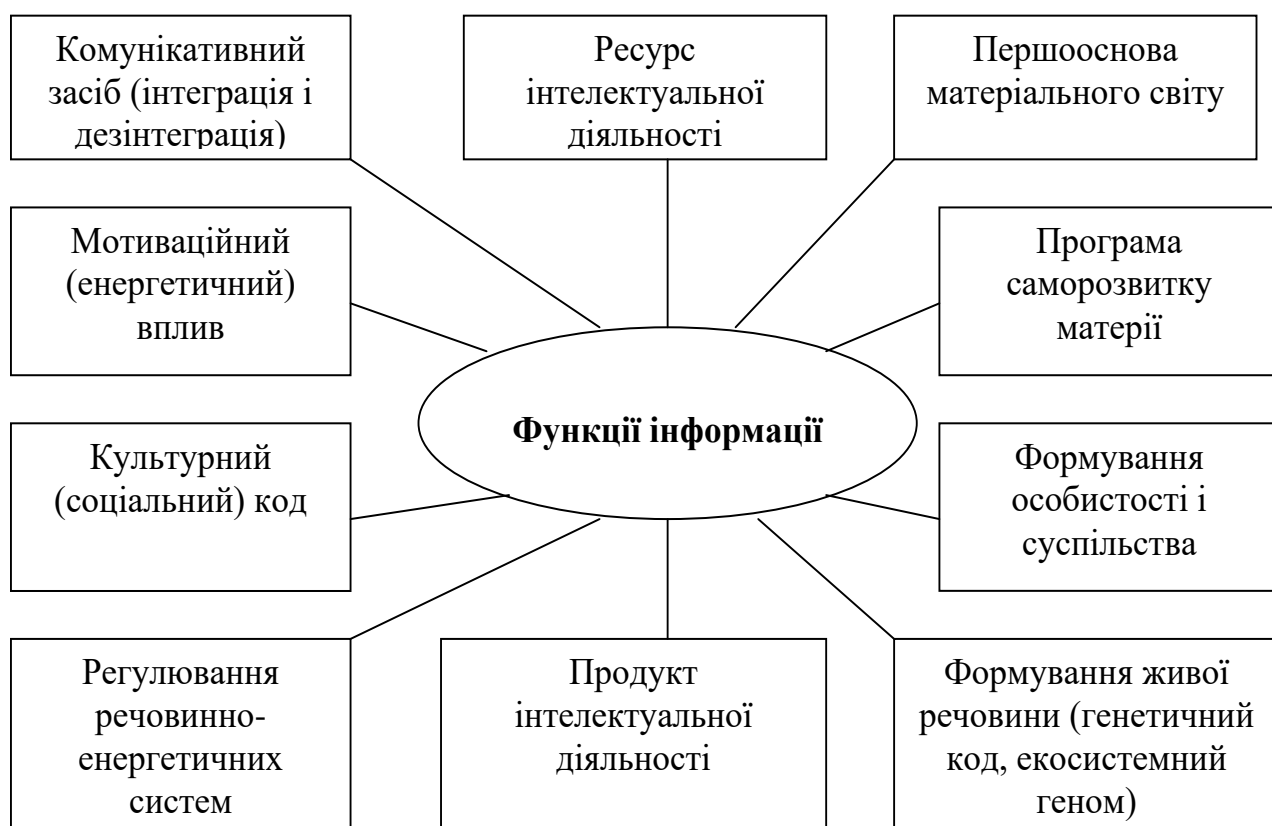 Комунікативний
засіб (інтеграція і
дезінтеграція)
Ресурс
інтелектуальної
діяльності
Першооснова
матеріального світу
Мотиваційний
(енергетичний)
вплив
Програма
саморозвитку
матерії
Функції інформації
Культурний
(соціальний) код
Формування
особистості і
суспільства
Регулювання
речовинно-
енергетичних
систем
Продукт
інтелектуальної
діяльності
Формування живої
речовини (генетичний
код, екосистемний
геном)